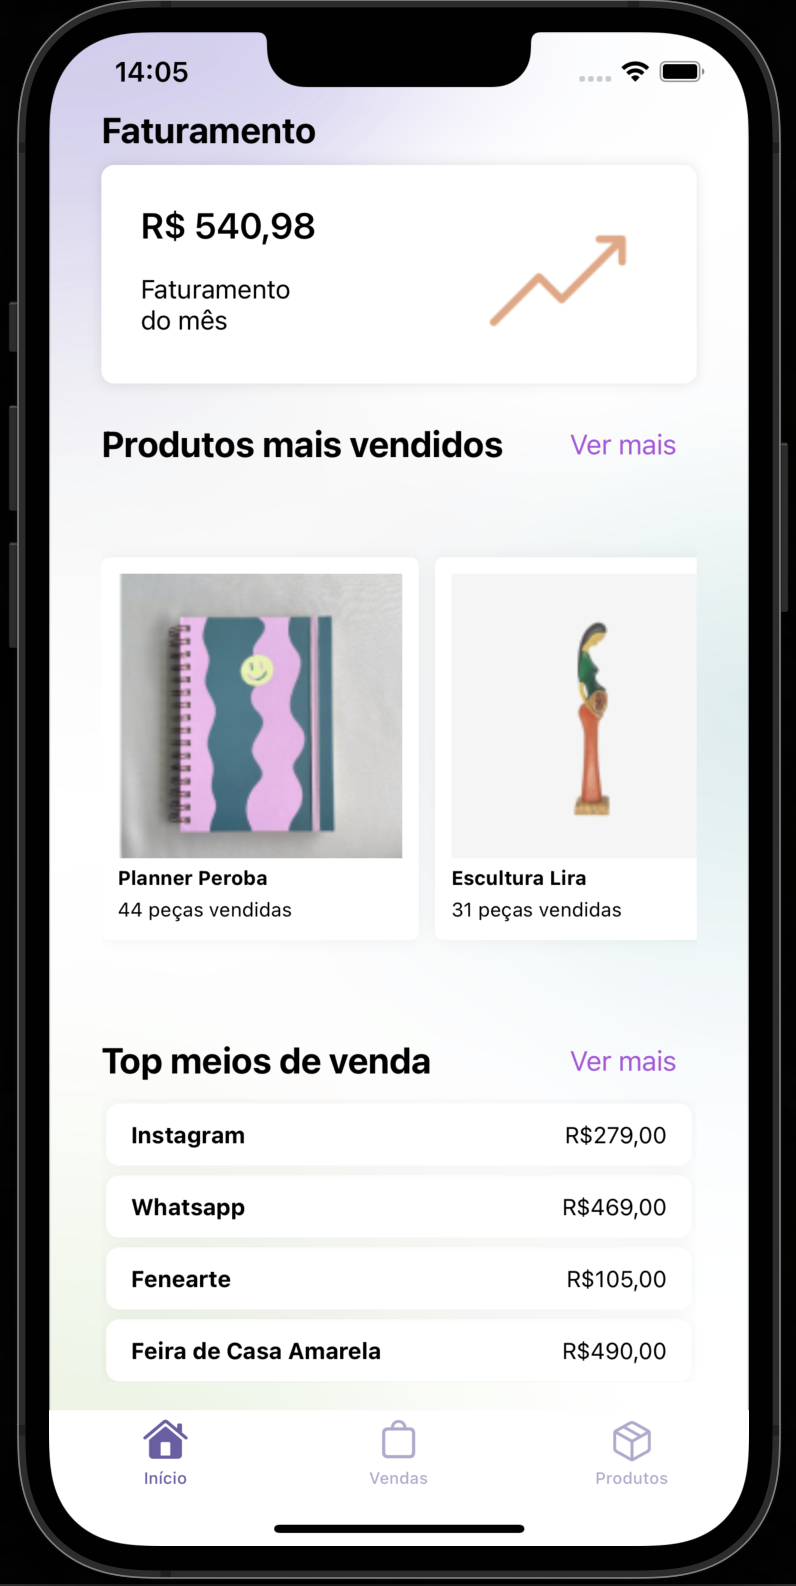 14:05
Faturamento
R$ 540,98
Faturamento
do mês
Produtos mais vendidos
Ver mais
Planner Peroba
44 peças vendidas
Escultura Lira
31 peças vendidas
Top meios de venda
Ver mais
Instagram
R$279,00
Whatsapp
R$469,00
Fenearte
R$105,00
Feira de Casa Amarela
R$490,00
Início
Vendas
Produtos